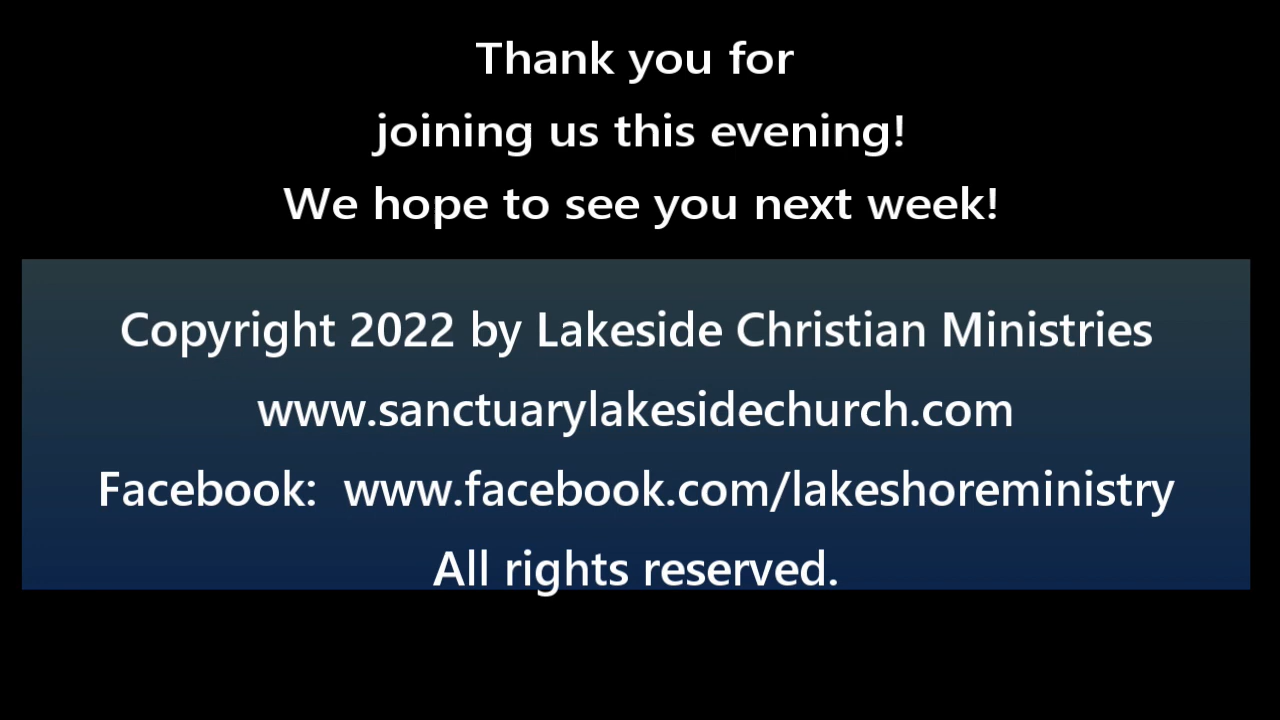 Thank you for
joining us this evening!
We hope to see you next week!
Copyright 2022 by Lakeside Christian Ministries
www.sanctuarylakesidechurch.com
Facebook:  www.facebook.com/lakeshoreministry
All rights reserved.